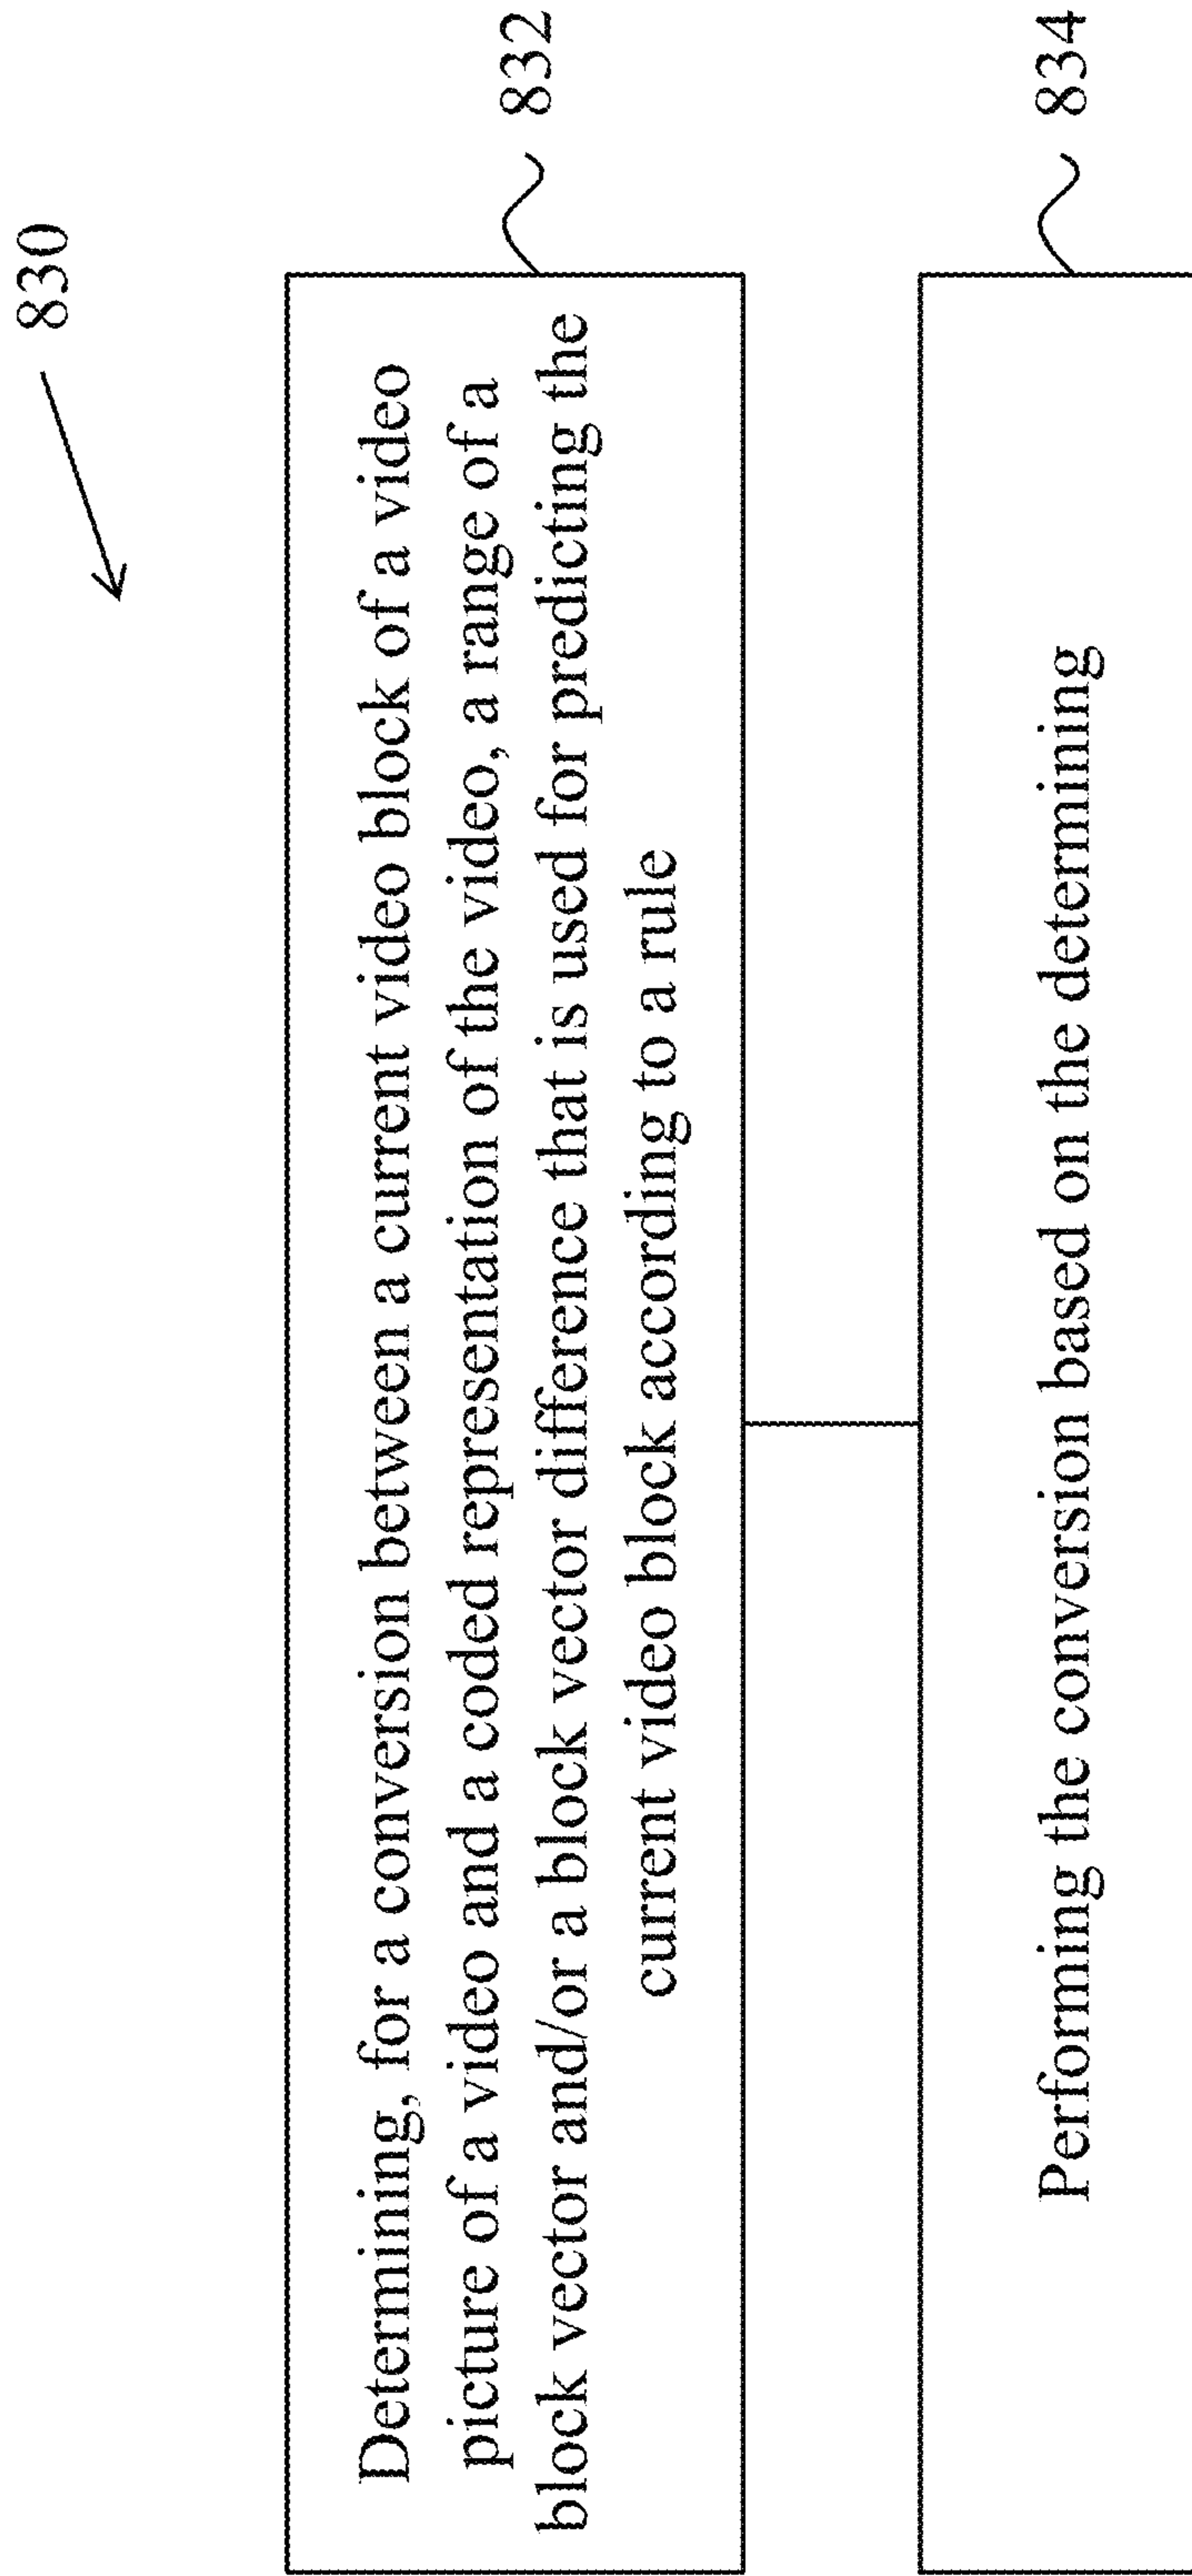 830
Determining, for a conversion between a current video block of a video
picture of a video and a coded representation of the video, a range of a
block vector and/or a block vector difference that is used for predicting the
current video block according to a rule
832
Performing the conversion based on the determining
834